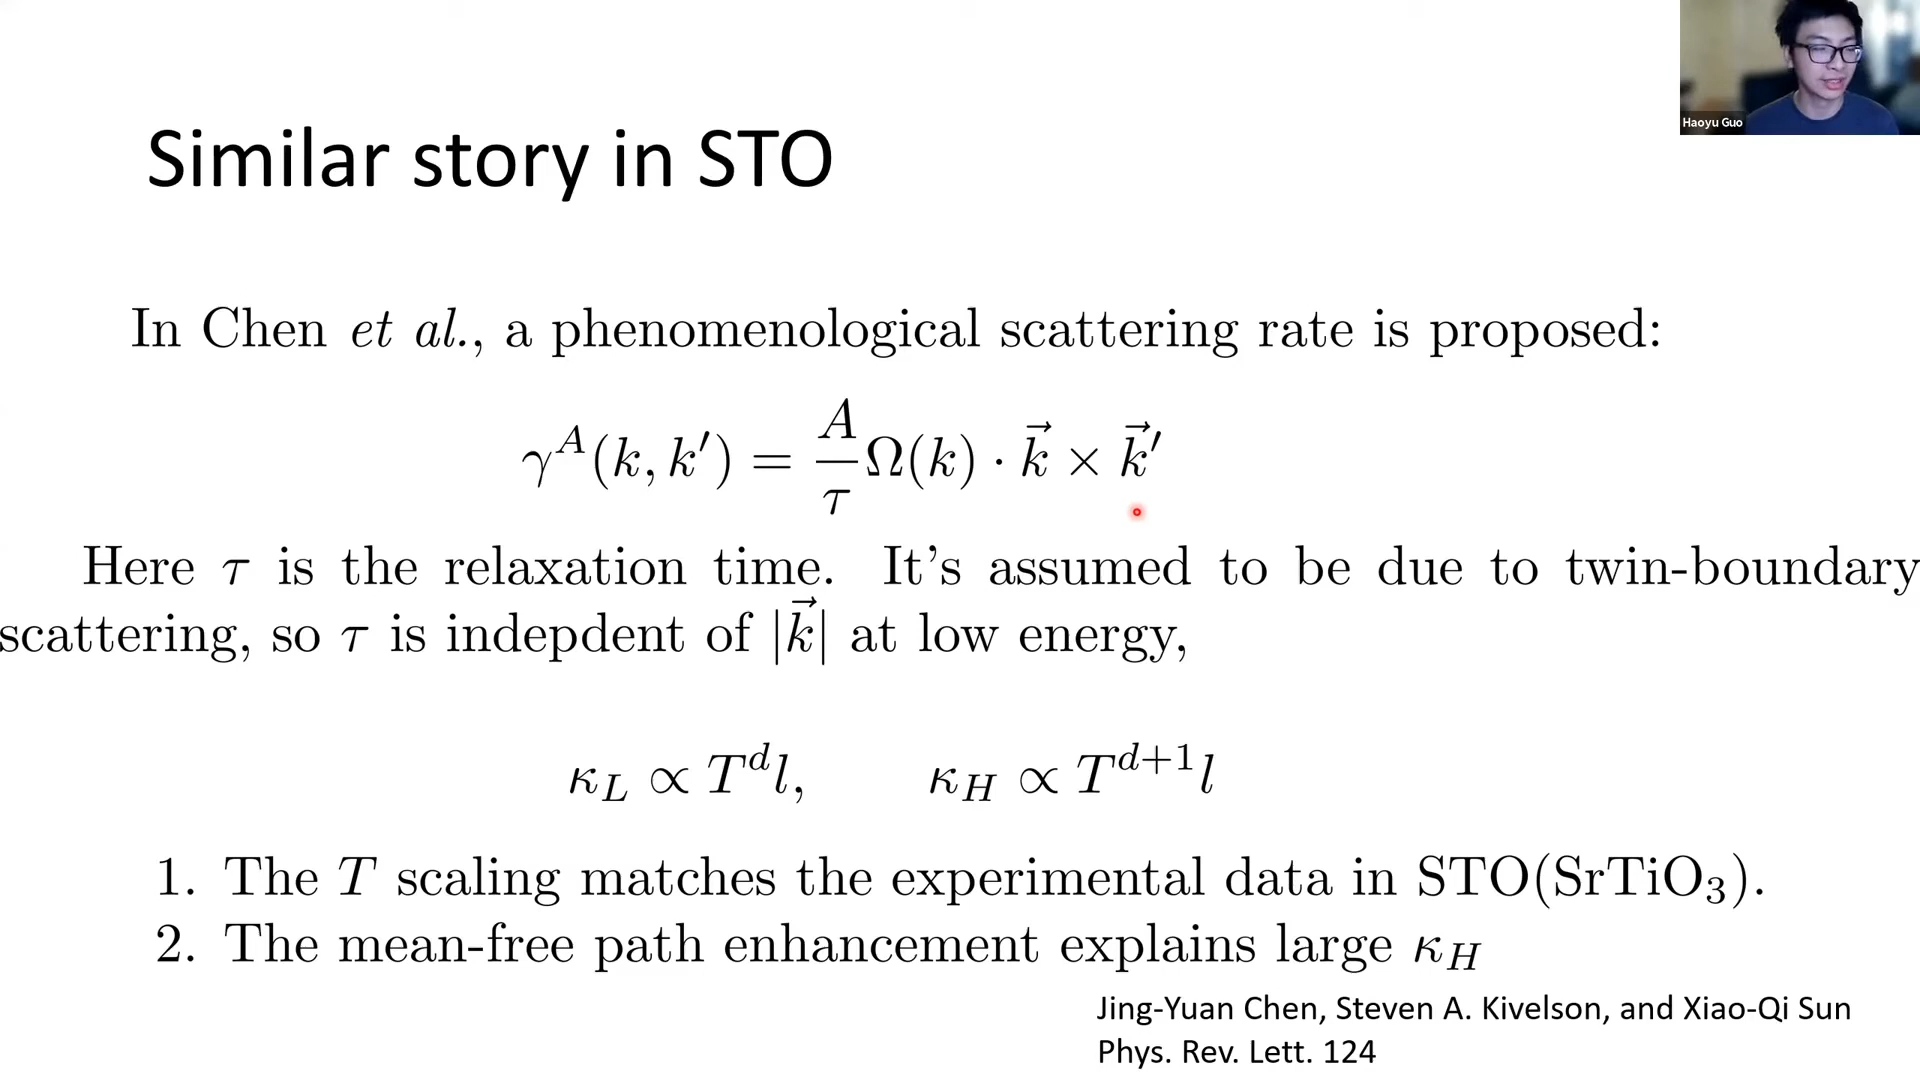 Haoyu Guo
Similar story in STO
In Chen et al., a phenomenological scattering rate is proposed:
γ^A(k, k′) = A/τ Ω(k) · k⃗ × k⃗′
Here τ is the relaxation time. It's assumed to be due to twin-boundary
scattering, so τ is indepdent of |k⃗| at low energy,
κ_L ∝ T^d l, κ_H ∝ T^{d+1} l
1. The T scaling matches the experimental data in STO(SrTiO₃).
2. The mean-free path enhancement explains large κ_H
Jing-Yuan Chen, Steven A. Kivelson, and Xiao-Qi Sun
Phys. Rev. Lett. 124